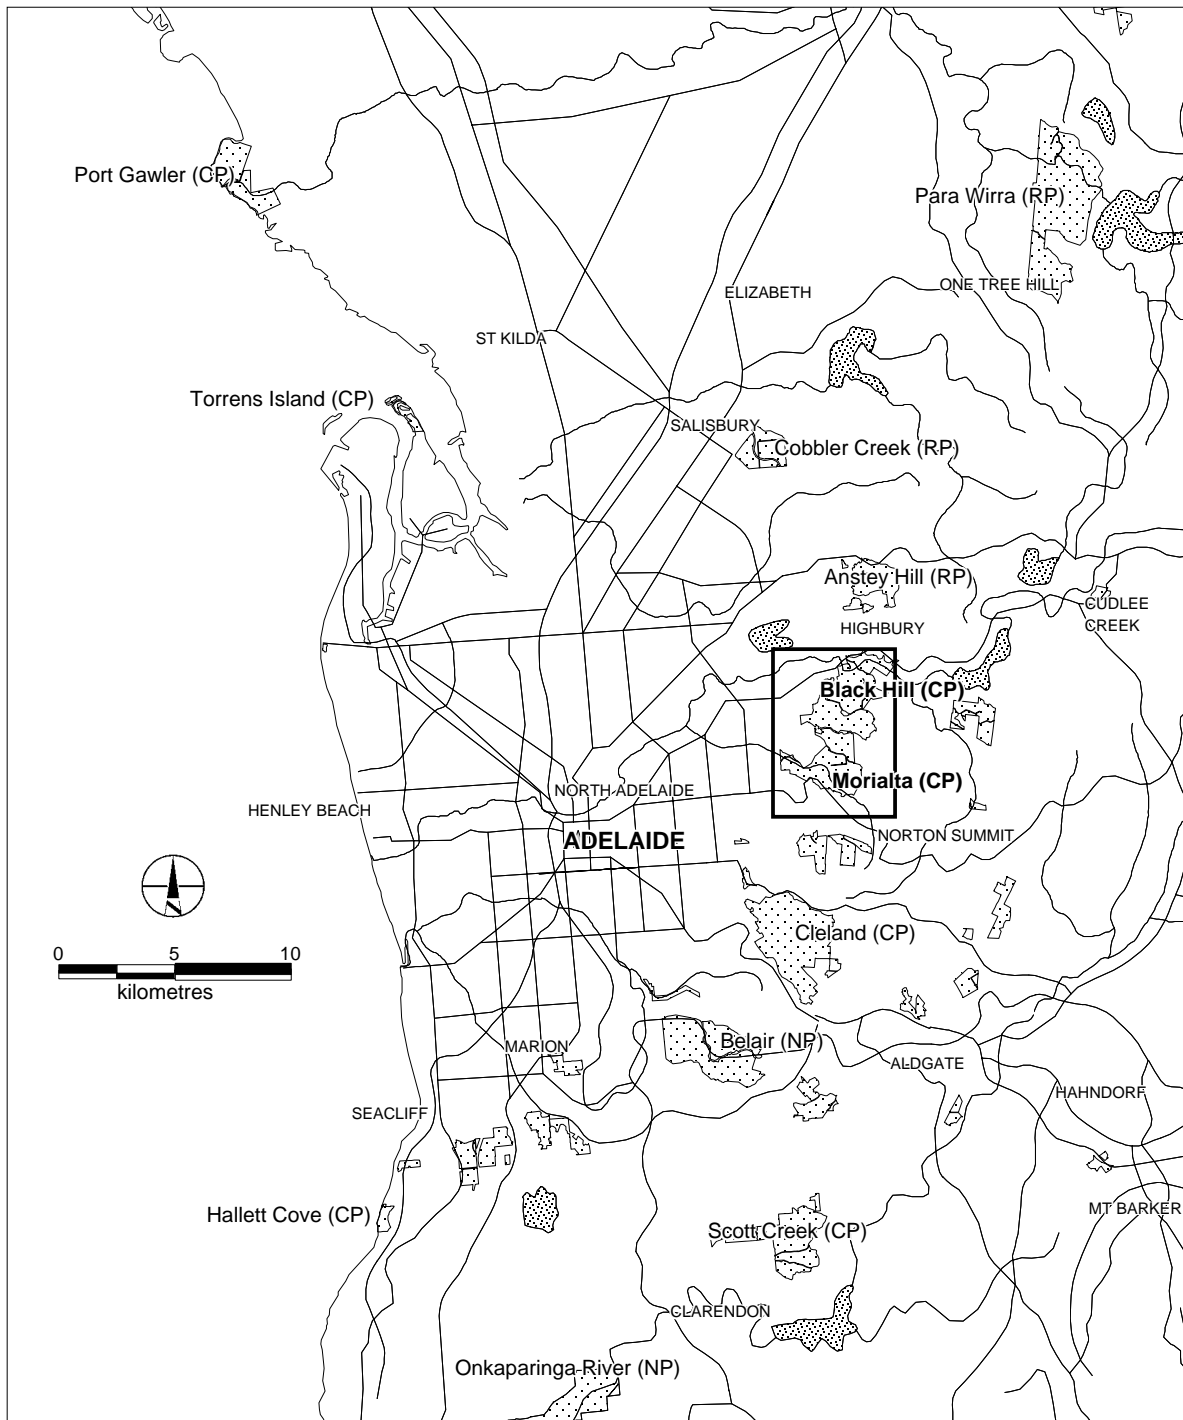 Port Gawler (CP)
Para Wirra (RP)
ONE TREE HILL
ELIZABETH
ST KILDA
Torrens Island (CP)
SALISBURY
Cobbler Creek (RP)
Anstey Hill (RP)
CUDLEE
CREEK
HIGHBURY
Black Hill (CP)
Morialta (CP)
NORTH ADELAIDE
HENLEY BEACH
NORTON SUMMIT
ADELAIDE
Cleland (CP)
0 5 10
kilometres
Belair (NP)
MARION
ALDGATE
HAHNDORF
SEACLIFF
MT BARKER
Hallett Cove (CP)
Scott Creek (CP)
CLARENDON
Onkaparinga River (NP)